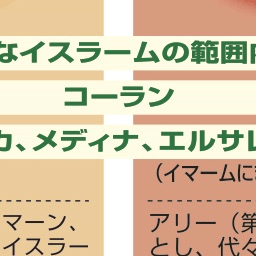 なイスラームの範囲内
コーラン
カ、メディナ、エルサレ
（イマームに
マーン、
イスラー
アリー（第
とし、代々